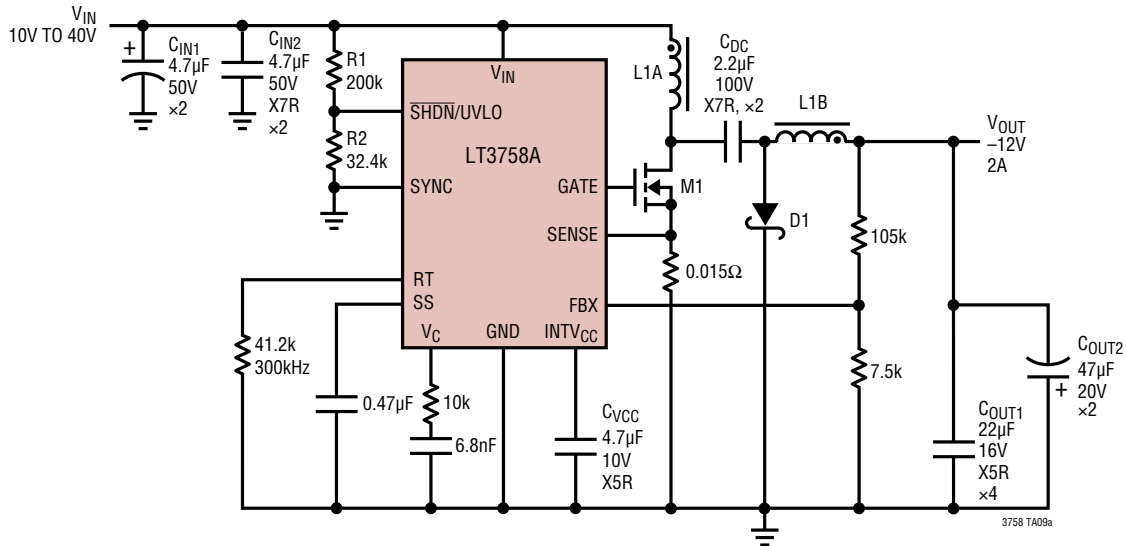 VIN
10V TO 40V
CIN1
4.7µF
50V
×2
+
CIN2
4.7µF
50V
X7R
×2
R1
200k
R2
32.4k
VIN
SHDN/UVLO
LT3758A
SYNC
GATE
SENSE
RT
SS
FBX
VC
GND
INTVCC
L1A
CDC
2.2µF
100V
X7R, ×2
L1B
VOUT
–12V
2A
M1
D1
105k
0.015Ω
7.5k
41.2k
300kHz
0.47µF
10k
6.8nF
CVCC
4.7µF
10V
X5R
COUT1
22µF
16V
X5R
×4
COUT2
47µF
20V
×2
+
3758 TA09a